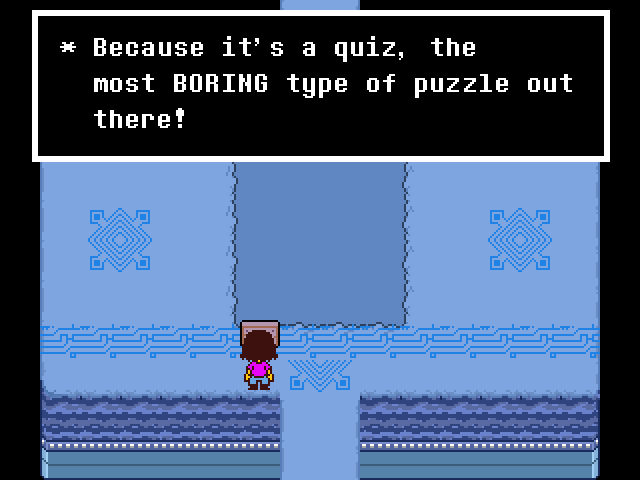 * Because it's a quiz, the
most BORING type of puzzle out
there!